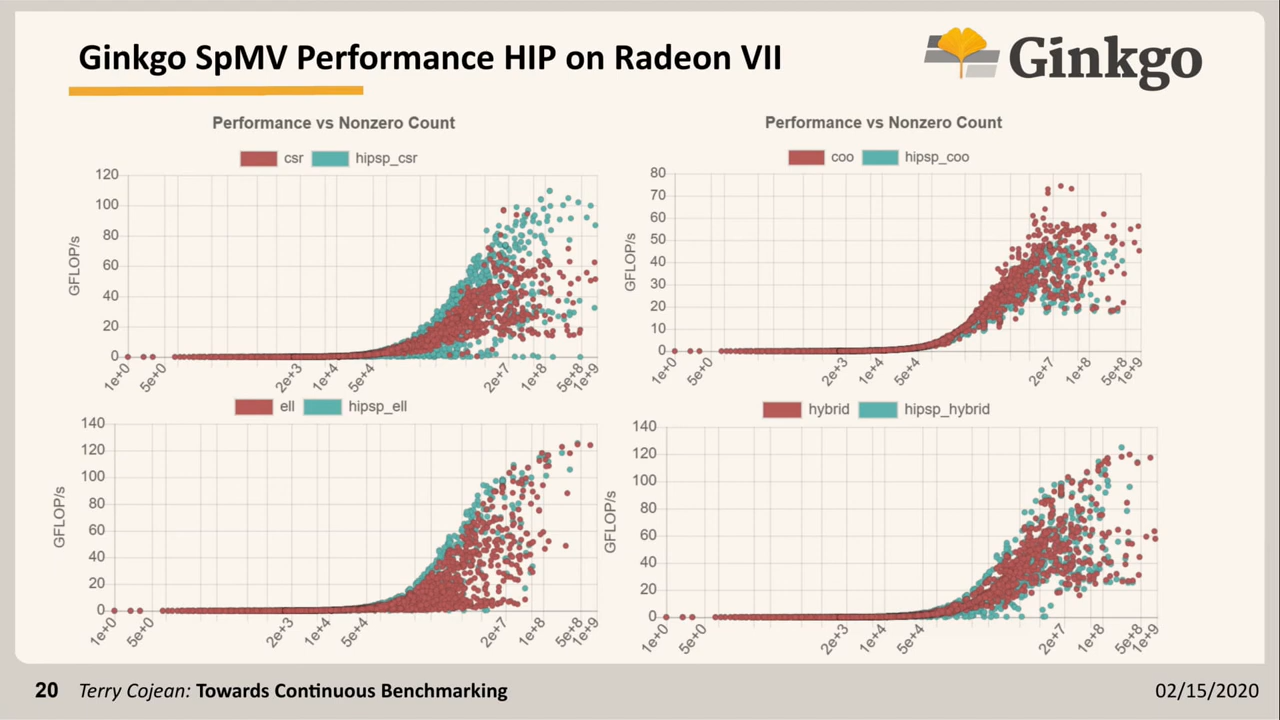 Ginkgo SpMV Performance HIP on Radeon VII
Ginkgo
Performance vs Nonzero Count
csr hipsp_csr
120
100
80
60
40
20
0
GFLOP/s
1e+0 5e+0 2e+3 1e+4 5e+4 2e+7 1e+8 5e+8 1e+9
Performance vs Nonzero Count
coo hipsp_coo
80
70
60
50
40
30
20
10
0
GFLOP/s
1e+0 5e+0 2e+3 1e+4 5e+4 2e+7 1e+8 5e+8 1e+9
ell hipsp_ell
140
120
100
80
60
40
20
0
GFLOP/s
1e+0 5e+0 2e+3 1e+4 5e+4 2e+7 1e+8 5e+8 1e+9
hybrid hipsp_hybrid
140
120
100
80
60
40
20
0
GFLOP/s
1e+0 5e+0 2e+3 1e+4 5e+4 2e+7 1e+8 5e+8 1e+9
20 Terry Cojean: Towards Continuous Benchmarking 02/15/2020